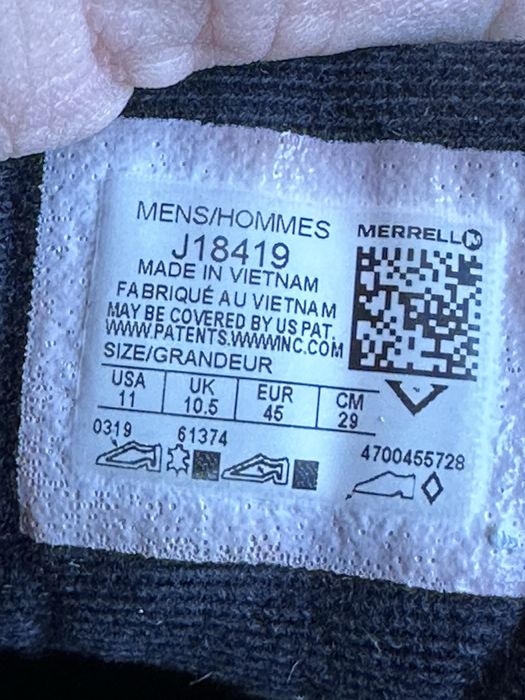 MENS/HOMMES
MERRELL
J18419
MADE IN VIETNAM
FABRIQUÉ AU VIETNAM
MAY BE COVERED BY US PAT.
WWW.PATENTS.WWWINC.COM
SIZE/GRANDEUR
USA UK EUR CM
11 10.5 45 29
0319 61374
4700455728